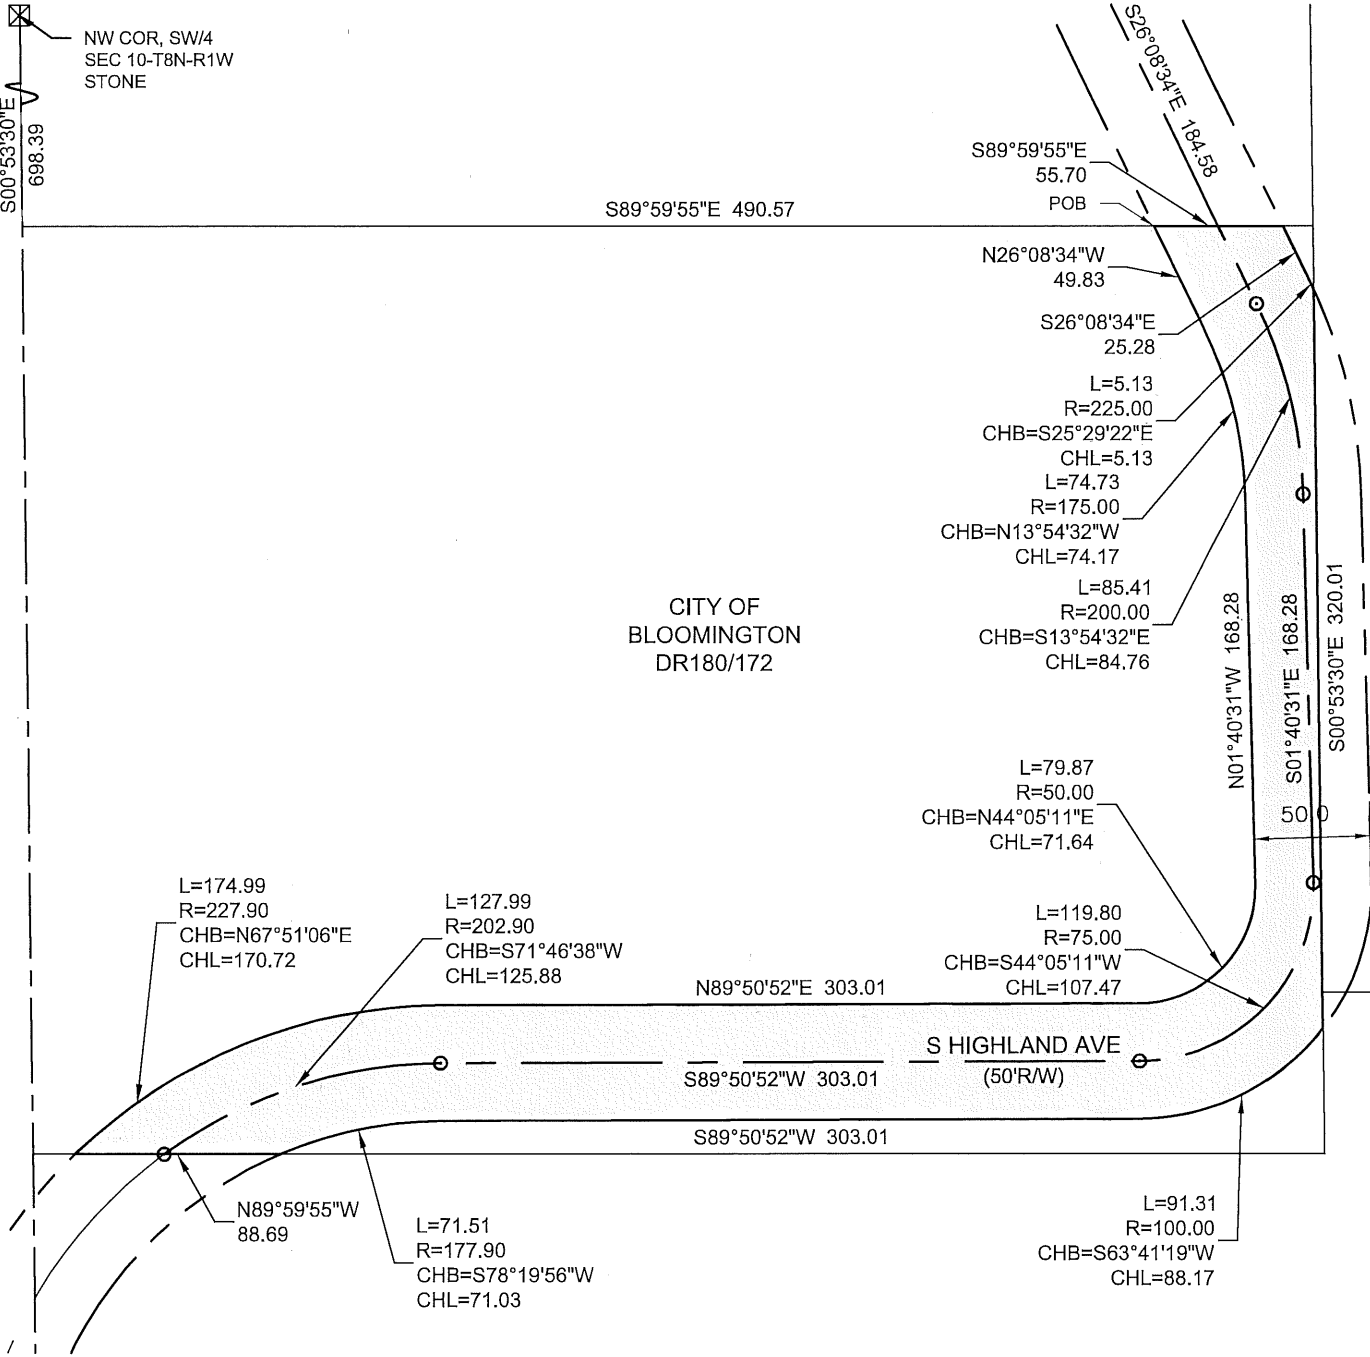 NW COR, SW/4
SEC 10-T8N-R1W
STONE
S00°53'30"E
698.39
S26°08'34"E 184.58
S89°59'55"E
55.70
POB
S89°59'55"E 490.57
N26°08'34"W
49.83
S26°08'34"E
25.28
L=5.13
R=225.00
CHB=S25°29'22"E
CHL=5.13
L=74.73
R=175.00
CHB=N13°54'32"W
CHL=74.17
L=85.41
R=200.00
CHB=S13°54'32"E
CHL=84.76
CITY OF
BLOOMINGTON
DR180/172
N01°40'31"W 168.28
S01°40'31"E 168.28
S00°53'30"E 320.01
50.0
L=79.87
R=50.00
CHB=N44°05'11"E
CHL=71.64
L=174.99
R=227.90
CHB=N67°51'06"E
CHL=170.72
L=127.99
R=202.90
CHB=S71°46'38"W
CHL=125.88
L=119.80
R=75.00
CHB=S44°05'11"W
CHL=107.47
N89°50'52"E 303.01
S HIGHLAND AVE
(50'R/W)
S89°50'52"W 303.01
S89°50'52"W 303.01
N89°59'55"W
88.69
L=71.51
R=177.90
CHB=S78°19'56"W
CHL=71.03
L=91.31
R=100.00
CHB=S63°41'19"W
CHL=88.17